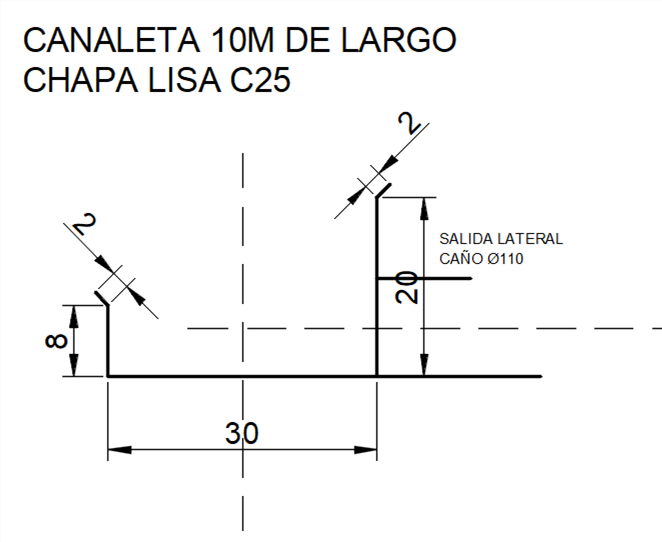 CANALETA 10M DE LARGO
CHAPA LISA C25
2
2
SALIDA LATERAL
CAÑO Ø110
20
8
30